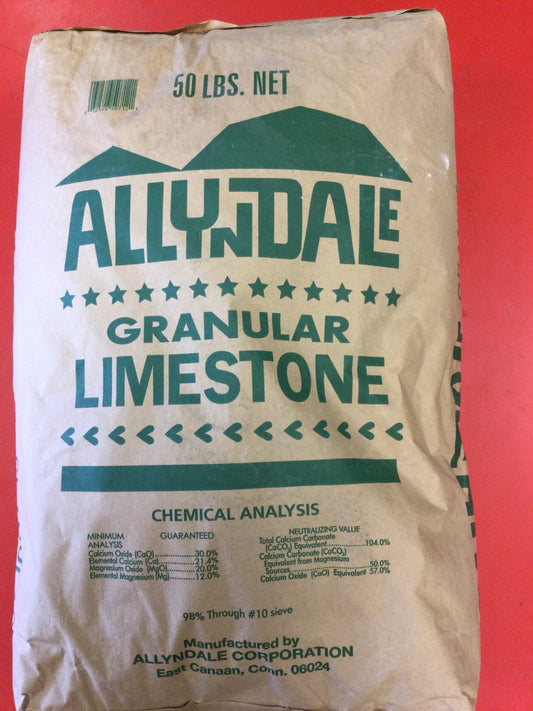 50 LBS. NET
ALLYNDALE
GRANULAR
LIMESTONE
CHEMICAL ANALYSIS
MINIMUM GUARANTEED
ANALYSIS
Calcium Oxide (CaO)...............30.0%
Elemental Calcium (Ca)............21.4%
Magnesium Oxide (MgO)........20.0%
Elemental Magnesium (Mg)......12.0%
NEUTRALIZING VALUE
Total Calcium Carbonate
(CaCO₃) Equivalent..............104.0%
Calcium Carbonate (CaCO₃)
Equivalent from Magnesium
Sources..............................50.0%
Calcium Oxide (CaO) Equivalent 57.0%
98% Through #10 sieve
Manufactured by
ALLYNDALE CORPORATION
East Canaan, Conn. 06024